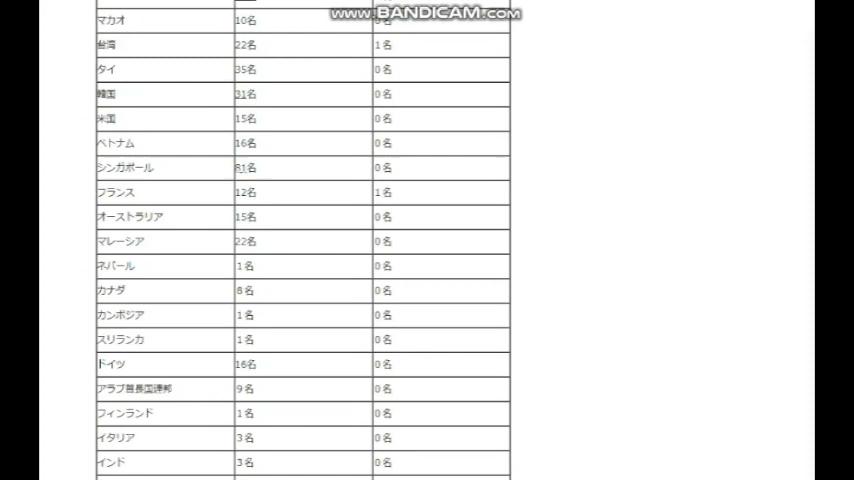 www.BANDICAM.com
マカオ 10名 0名
台湾 22名 1名
タイ 35名 0名
韓国 31名 0名
米国 15名 0名
ベトナム 16名 0名
シンガポール 81名 0名
フランス 12名 1名
オーストラリア 15名 0名
マレーシア 22名 0名
ネパール 1名 0名
カナダ 8名 0名
カンボジア 1名 0名
スリランカ 1名 0名
ドイツ 16名 0名
アラブ首長国連邦 9名 0名
フィンランド 1名 0名
イタリア 3名 0名
インド 3名 0名